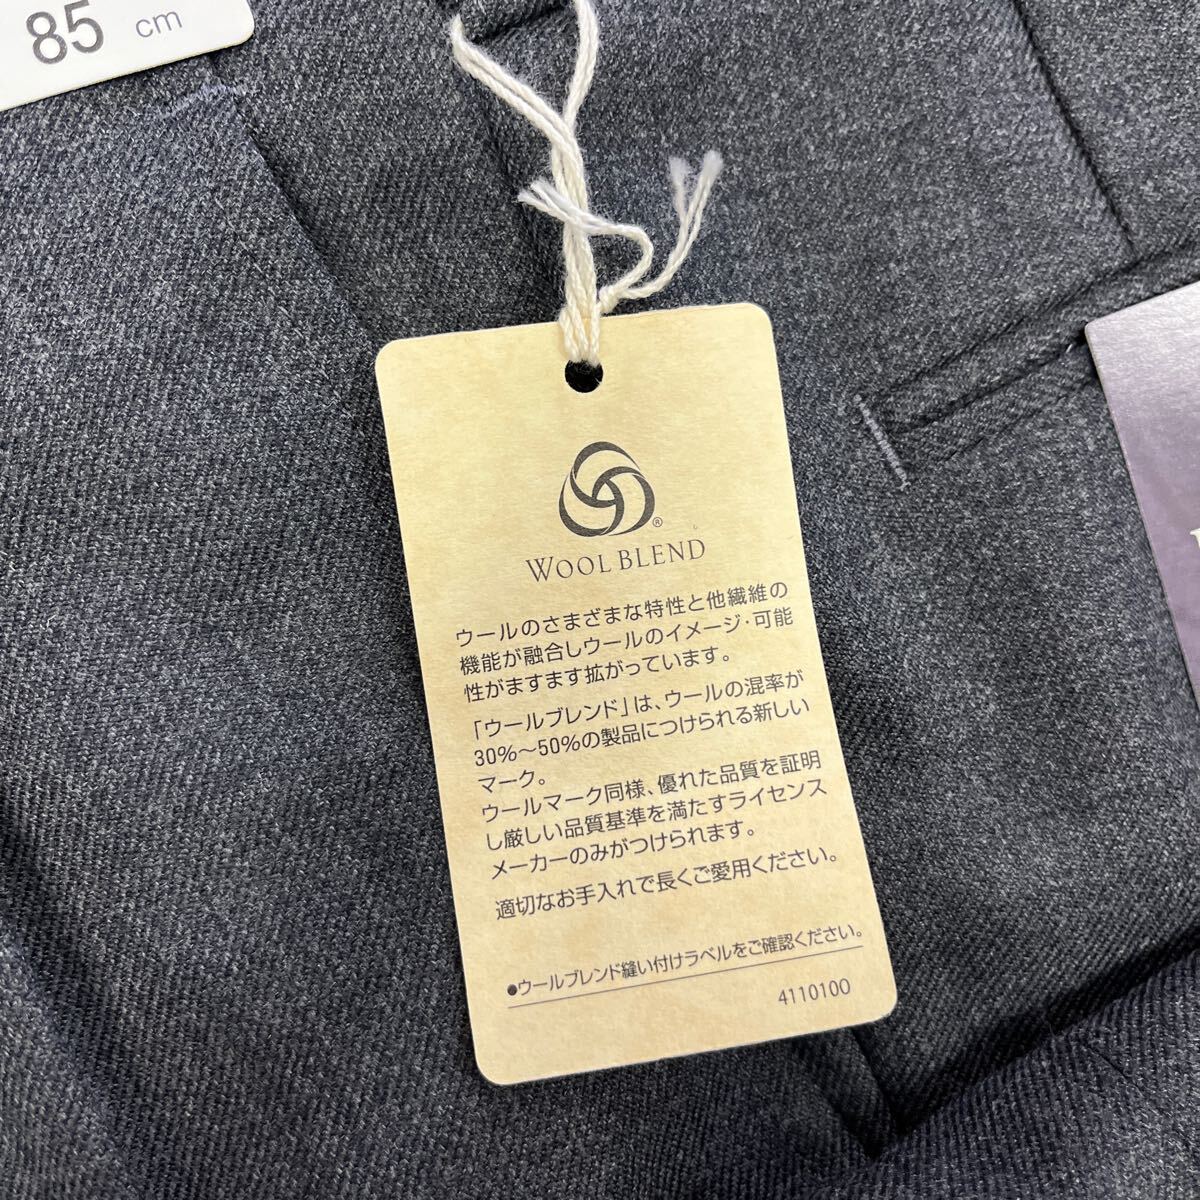 85 cm
®
WOOL BLEND
ウールのさまざまな特性と他繊維の
機能が融合しウールのイメージ・可能
性がますます拡がっています。
「ウールブレンド」は、ウールの混率が
30%〜50%の製品につけられる新しい
マーク。
ウールマーク同様、優れた品質を証明
し厳しい品質基準を満たすライセンス
メーカーのみがつけられます。
適切なお手入れで長くご愛用ください。
●ウールブレンド縫い付けラベルをご確認ください。
4110100